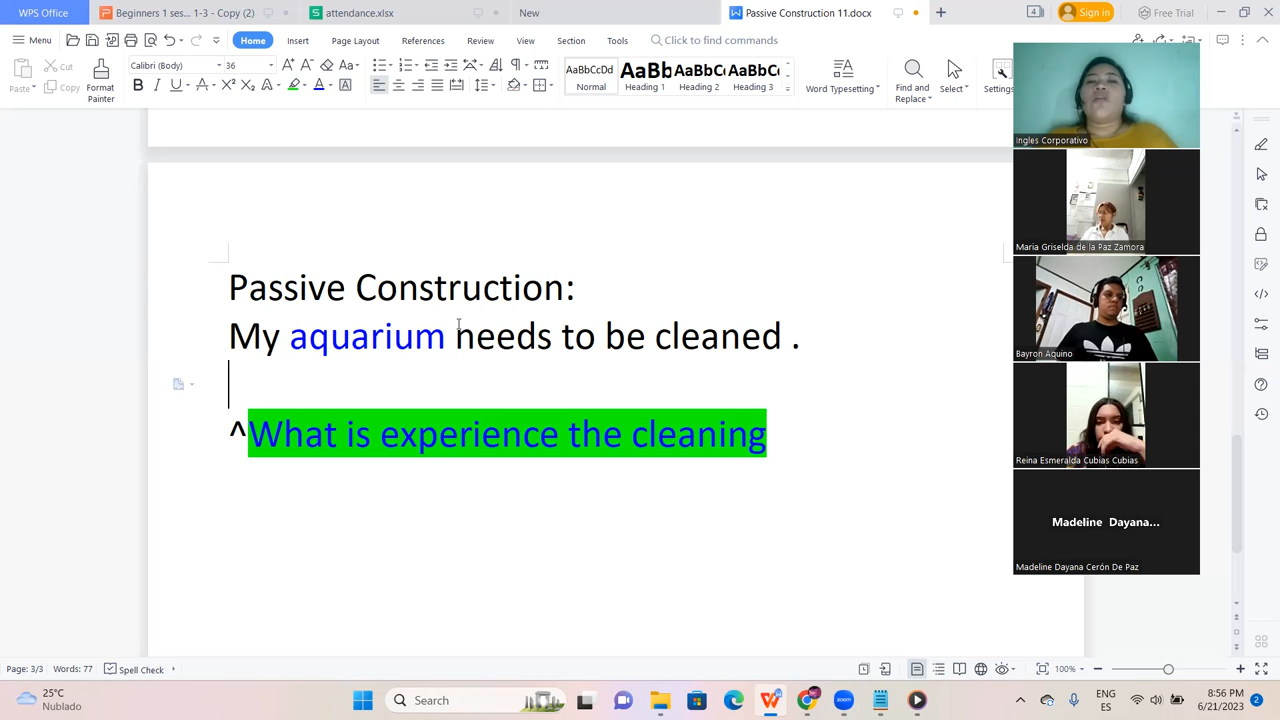 WPS Office
Beginners 1 ses... 1-3 - Copy (2)
attendance.xlsx
New
Passive Construction 11.docx
4
Sign in
Free Trial
Menu
Home
Insert
Page Layout
References
Review
View
Section
Tools
Click to find commands
Paste
Cut
Copy
Format
Painter
Calibri (Body)
36
AaBbCcDd
Normal
AaBb
Heading 1
AaBbC
Heading 2
AaBbC
Heading 3
Word Typesetting
Find and
Replace
Select
Settings
Ingles Corporativo
Maria Griselda de la Paz Zamora
Bayron Aquino
Reina Esmeralda Cubías Cubias
Madeline Dayana...
Madeline Dayana Cerón De Paz
Passive Construction:
My aquarium needs to be cleaned .
^What is experience the cleaning
Page: 3/3
Words: 77
Spell Check
100%
25°C
Nublado
Search
ENG
ES
8:56 PM
6/21/2023
2